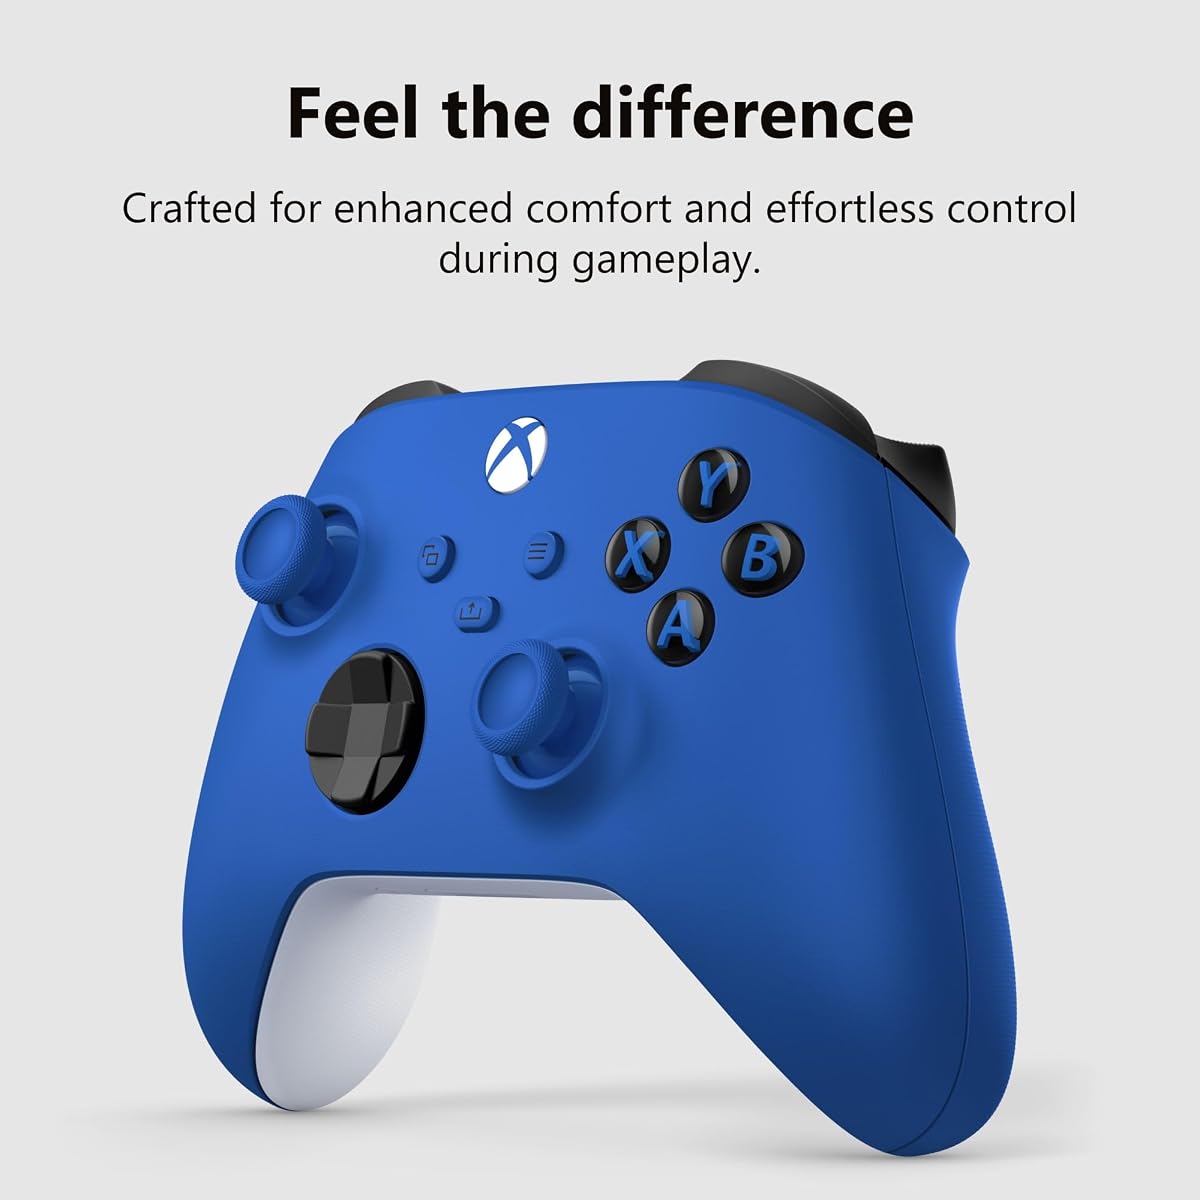 Feel the difference
Crafted for enhanced comfort and effortless control
during gameplay.
Y
X
B
A